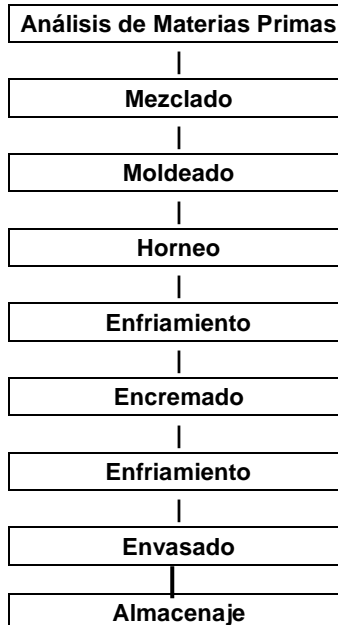 Análisis de Materias Primas
Mezclado
Moldeado
Horneo
Enfriamiento
Encremado
Enfriamiento
Envasado
Almacenaje